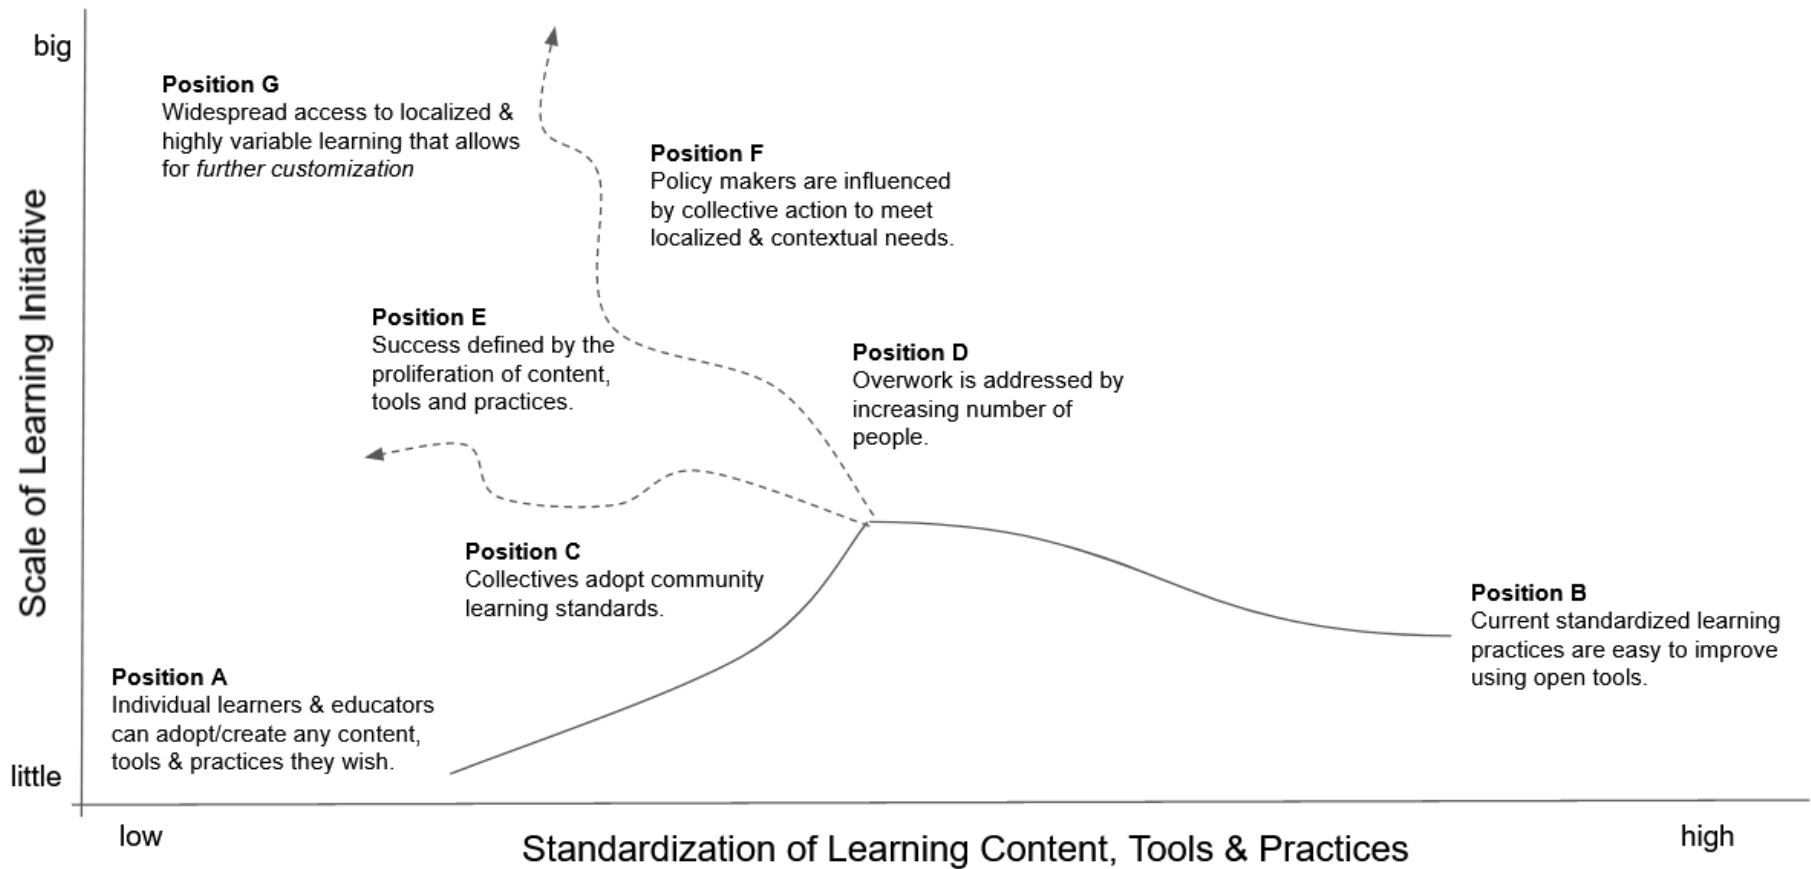 big
Position G
Widespread access to localized &
highly variable learning that allows
for further customization
Position F
Policy makers are influenced
by collective action to meet
localized & contextual needs.
Position E
Success defined by the
proliferation of content,
tools and practices.
Position D
Overwork is addressed by
increasing number of
people.
Scale of Learning Initiative
Position C
Collectives adopt community
learning standards.
Position B
Current standardized learning
practices are easy to improve
using open tools.
Position A
Individual learners & educators
can adopt/create any content,
tools & practices they wish.
little
low
Standardization of Learning Content, Tools & Practices
high